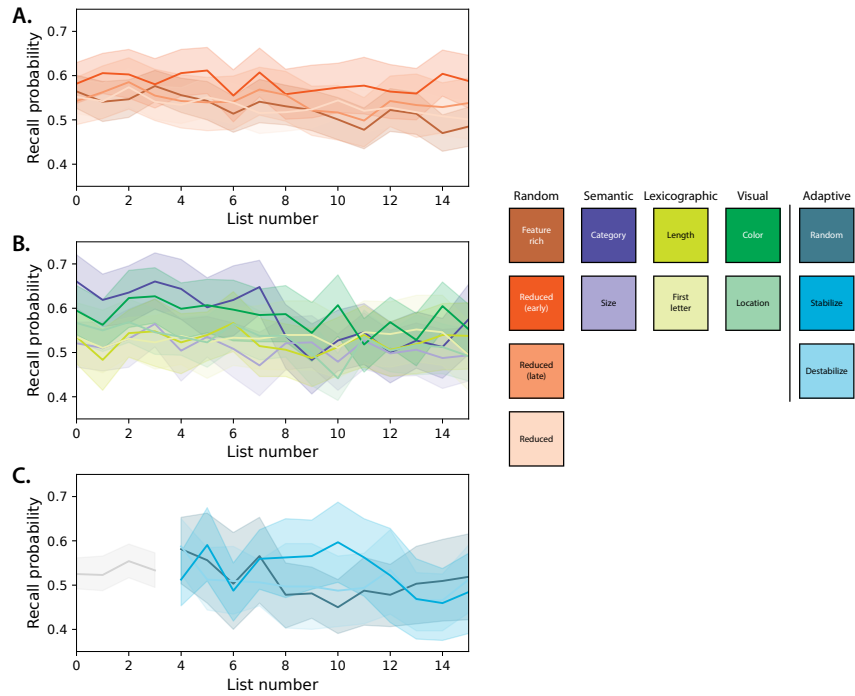 A.
Recall probability
0.7
0.6
0.5
0.4
0 2 4 6 8 10 12 14
List number
B.
Recall probability
0.7
0.6
0.5
0.4
0 2 4 6 8 10 12 14
List number
C.
Recall probability
0.7
0.6
0.5
0.4
0 2 4 6 8 10 12 14
List number
Random Semantic Lexicographic Visual Adaptive
Feature
rich
Category
Length
Color
Random
Reduced
(early)
Size
First
letter
Location
Stabilize
Reduced
(late)
Destabilize
Reduced